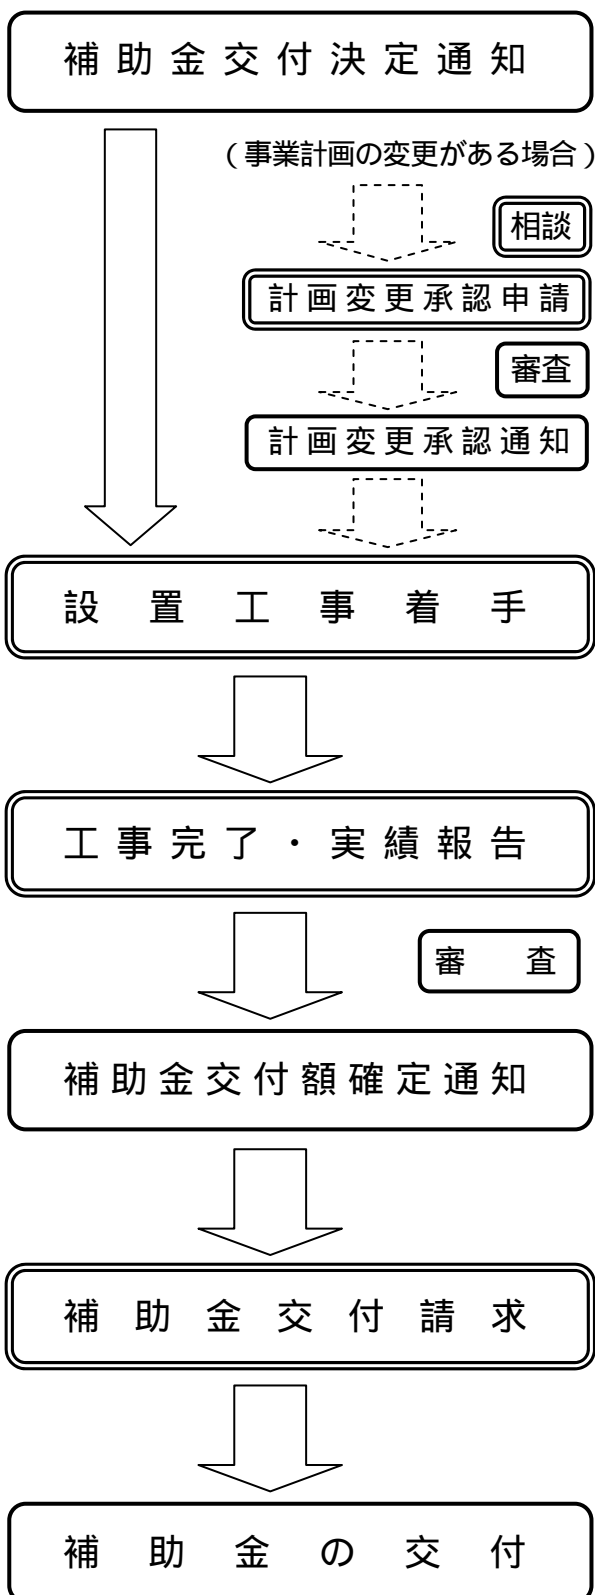 補助金交付決定通知
（事業計画の変更がある場合）
相談
計画変更承認申請
審査
計画変更承認通知
設置工事着手
工事完了・実績報告
審査
補助金交付額確定通知
補助金交付請求
補助金の交付